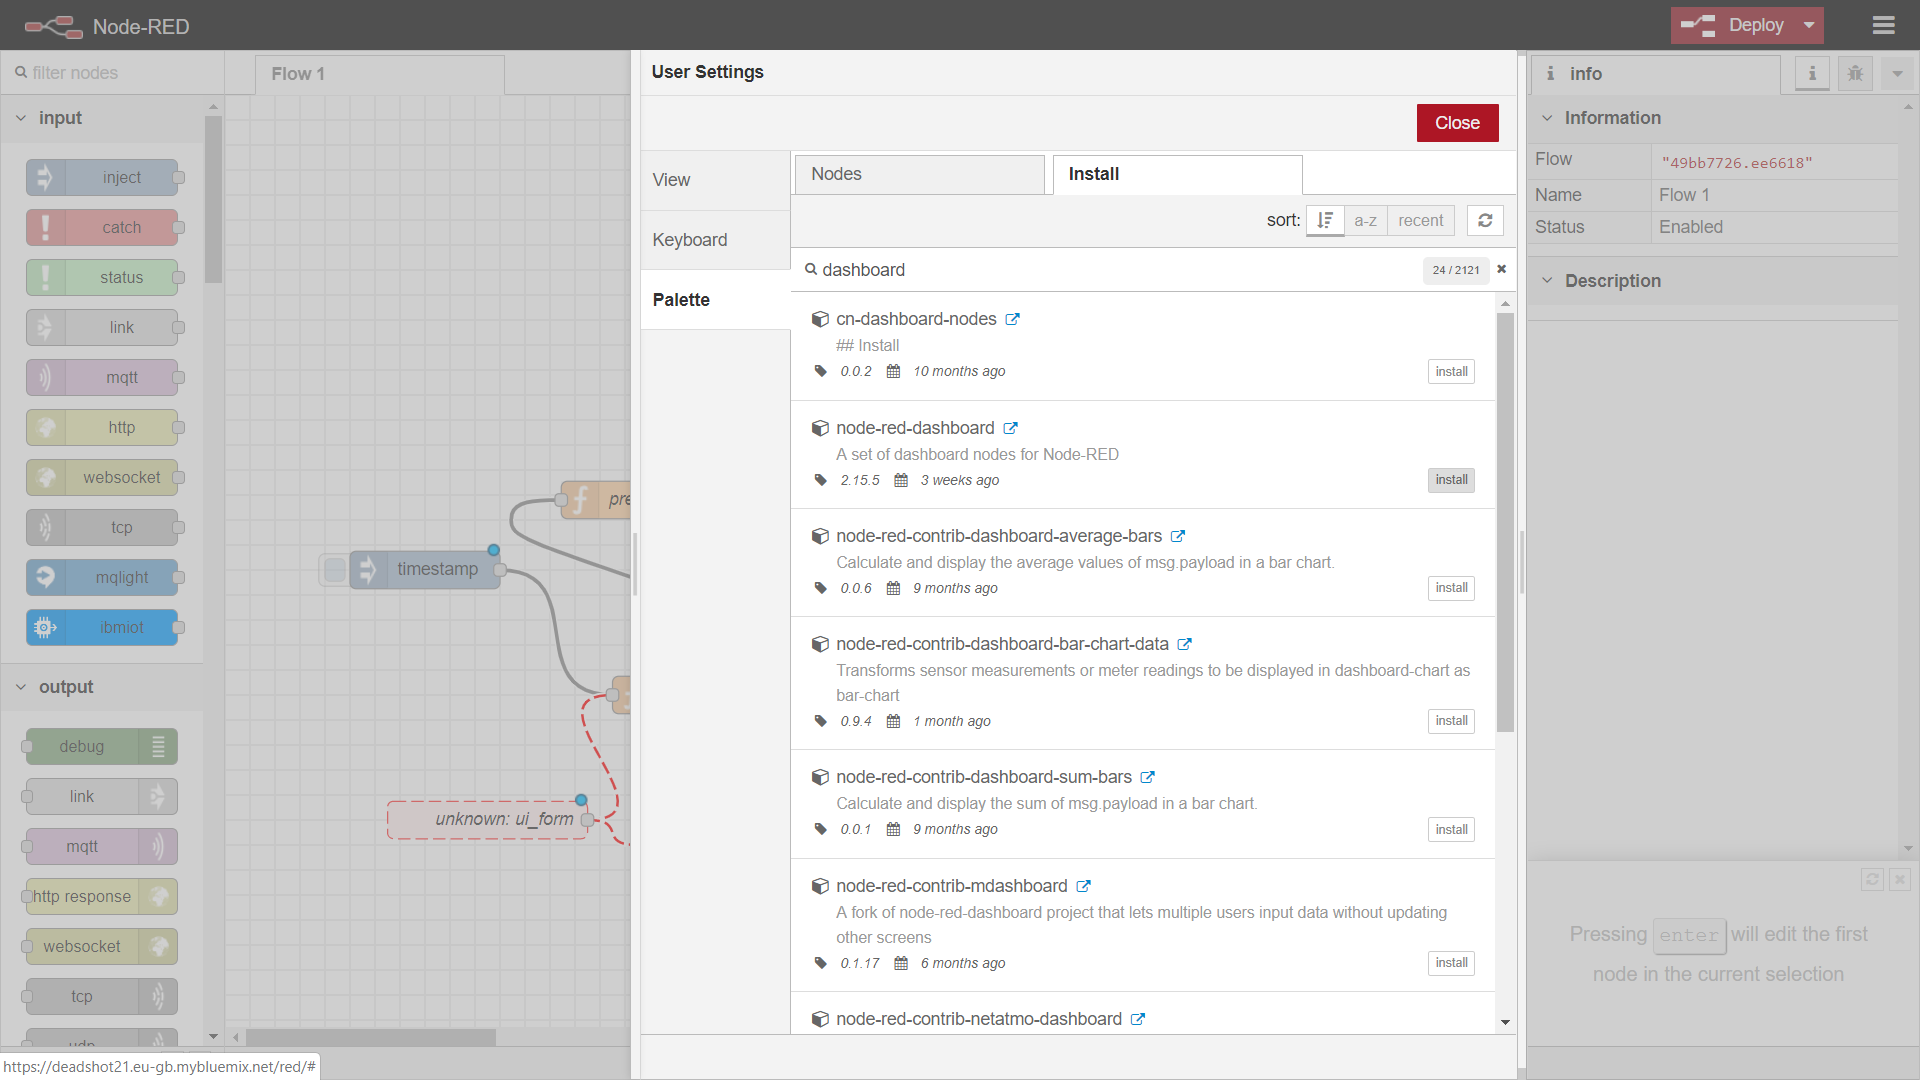 Node-RED
Deploy
filter nodes
Flow 1
User Settings
info
Close
input
inject
catch
status
link
mqtt
http
websocket
tcp
mqlight
ibmiot
output
debug
link
mqtt
http response
websocket
tcp
timestamp
unknown: ui_form
View
Keyboard
Palette
Nodes
Install
sort:
a-z
recent
dashboard
24 / 2121
cn-dashboard-nodes
## Install
0.0.2 10 months ago
install
node-red-dashboard
A set of dashboard nodes for Node-RED
2.15.5 3 weeks ago
install
node-red-contrib-dashboard-average-bars
Calculate and display the average values of msg.payload in a bar chart.
0.0.6 9 months ago
install
node-red-contrib-dashboard-bar-chart-data
Transforms sensor measurements or meter readings to be displayed in dashboard-chart as
bar-chart
0.9.4 1 month ago
install
node-red-contrib-dashboard-sum-bars
Calculate and display the sum of msg.payload in a bar chart.
0.0.1 9 months ago
install
node-red-contrib-mdashboard
A fork of node-red-dashboard project that lets multiple users input data without updating
other screens
0.1.17 6 months ago
install
node-red-contrib-netatmo-dashboard
Information
Flow "49bb7726.ee6618"
Name Flow 1
Status Enabled
Description
Pressing enter will edit the first
node in the current selection
https://deadshot21.eu-gb.mybluemix.net/red/#